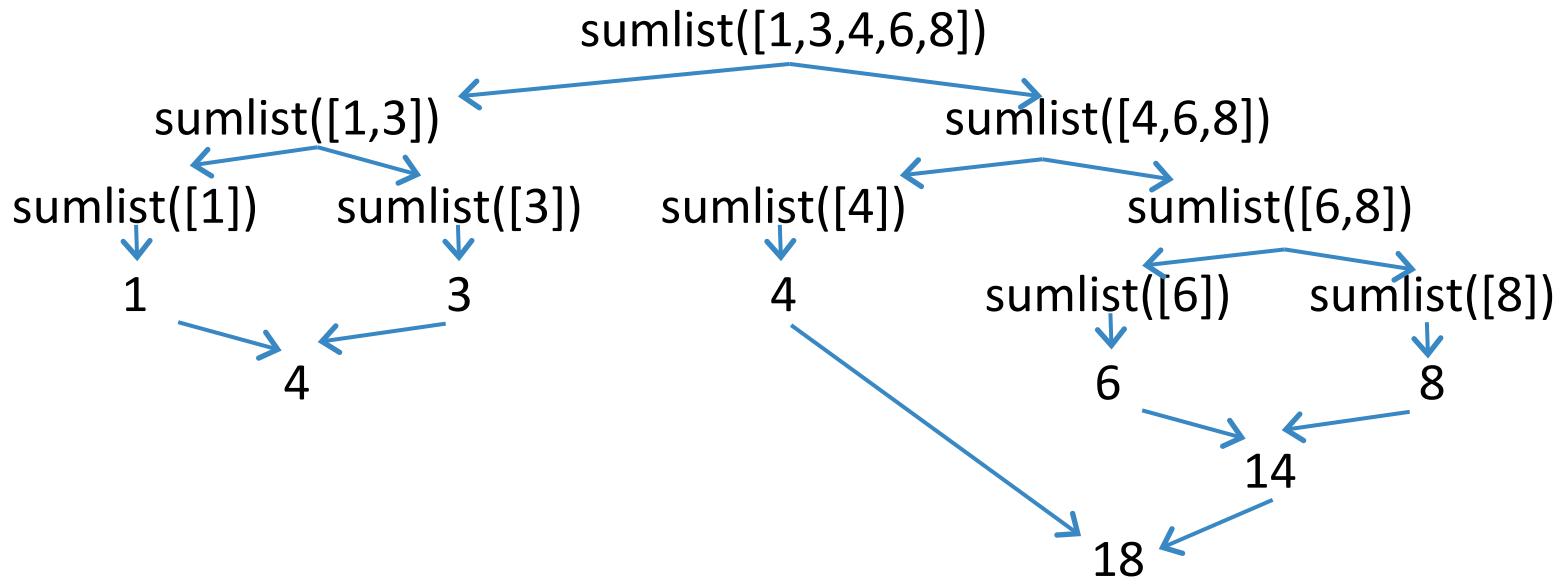 sumlist([1,3,4,6,8])
sumlist([1,3]) sumlist([4,6,8])
sumlist([1]) sumlist([3]) sumlist([4]) sumlist([6,8])
1 3 4 sumlist([6]) sumlist([8])
4 6 8
14
18